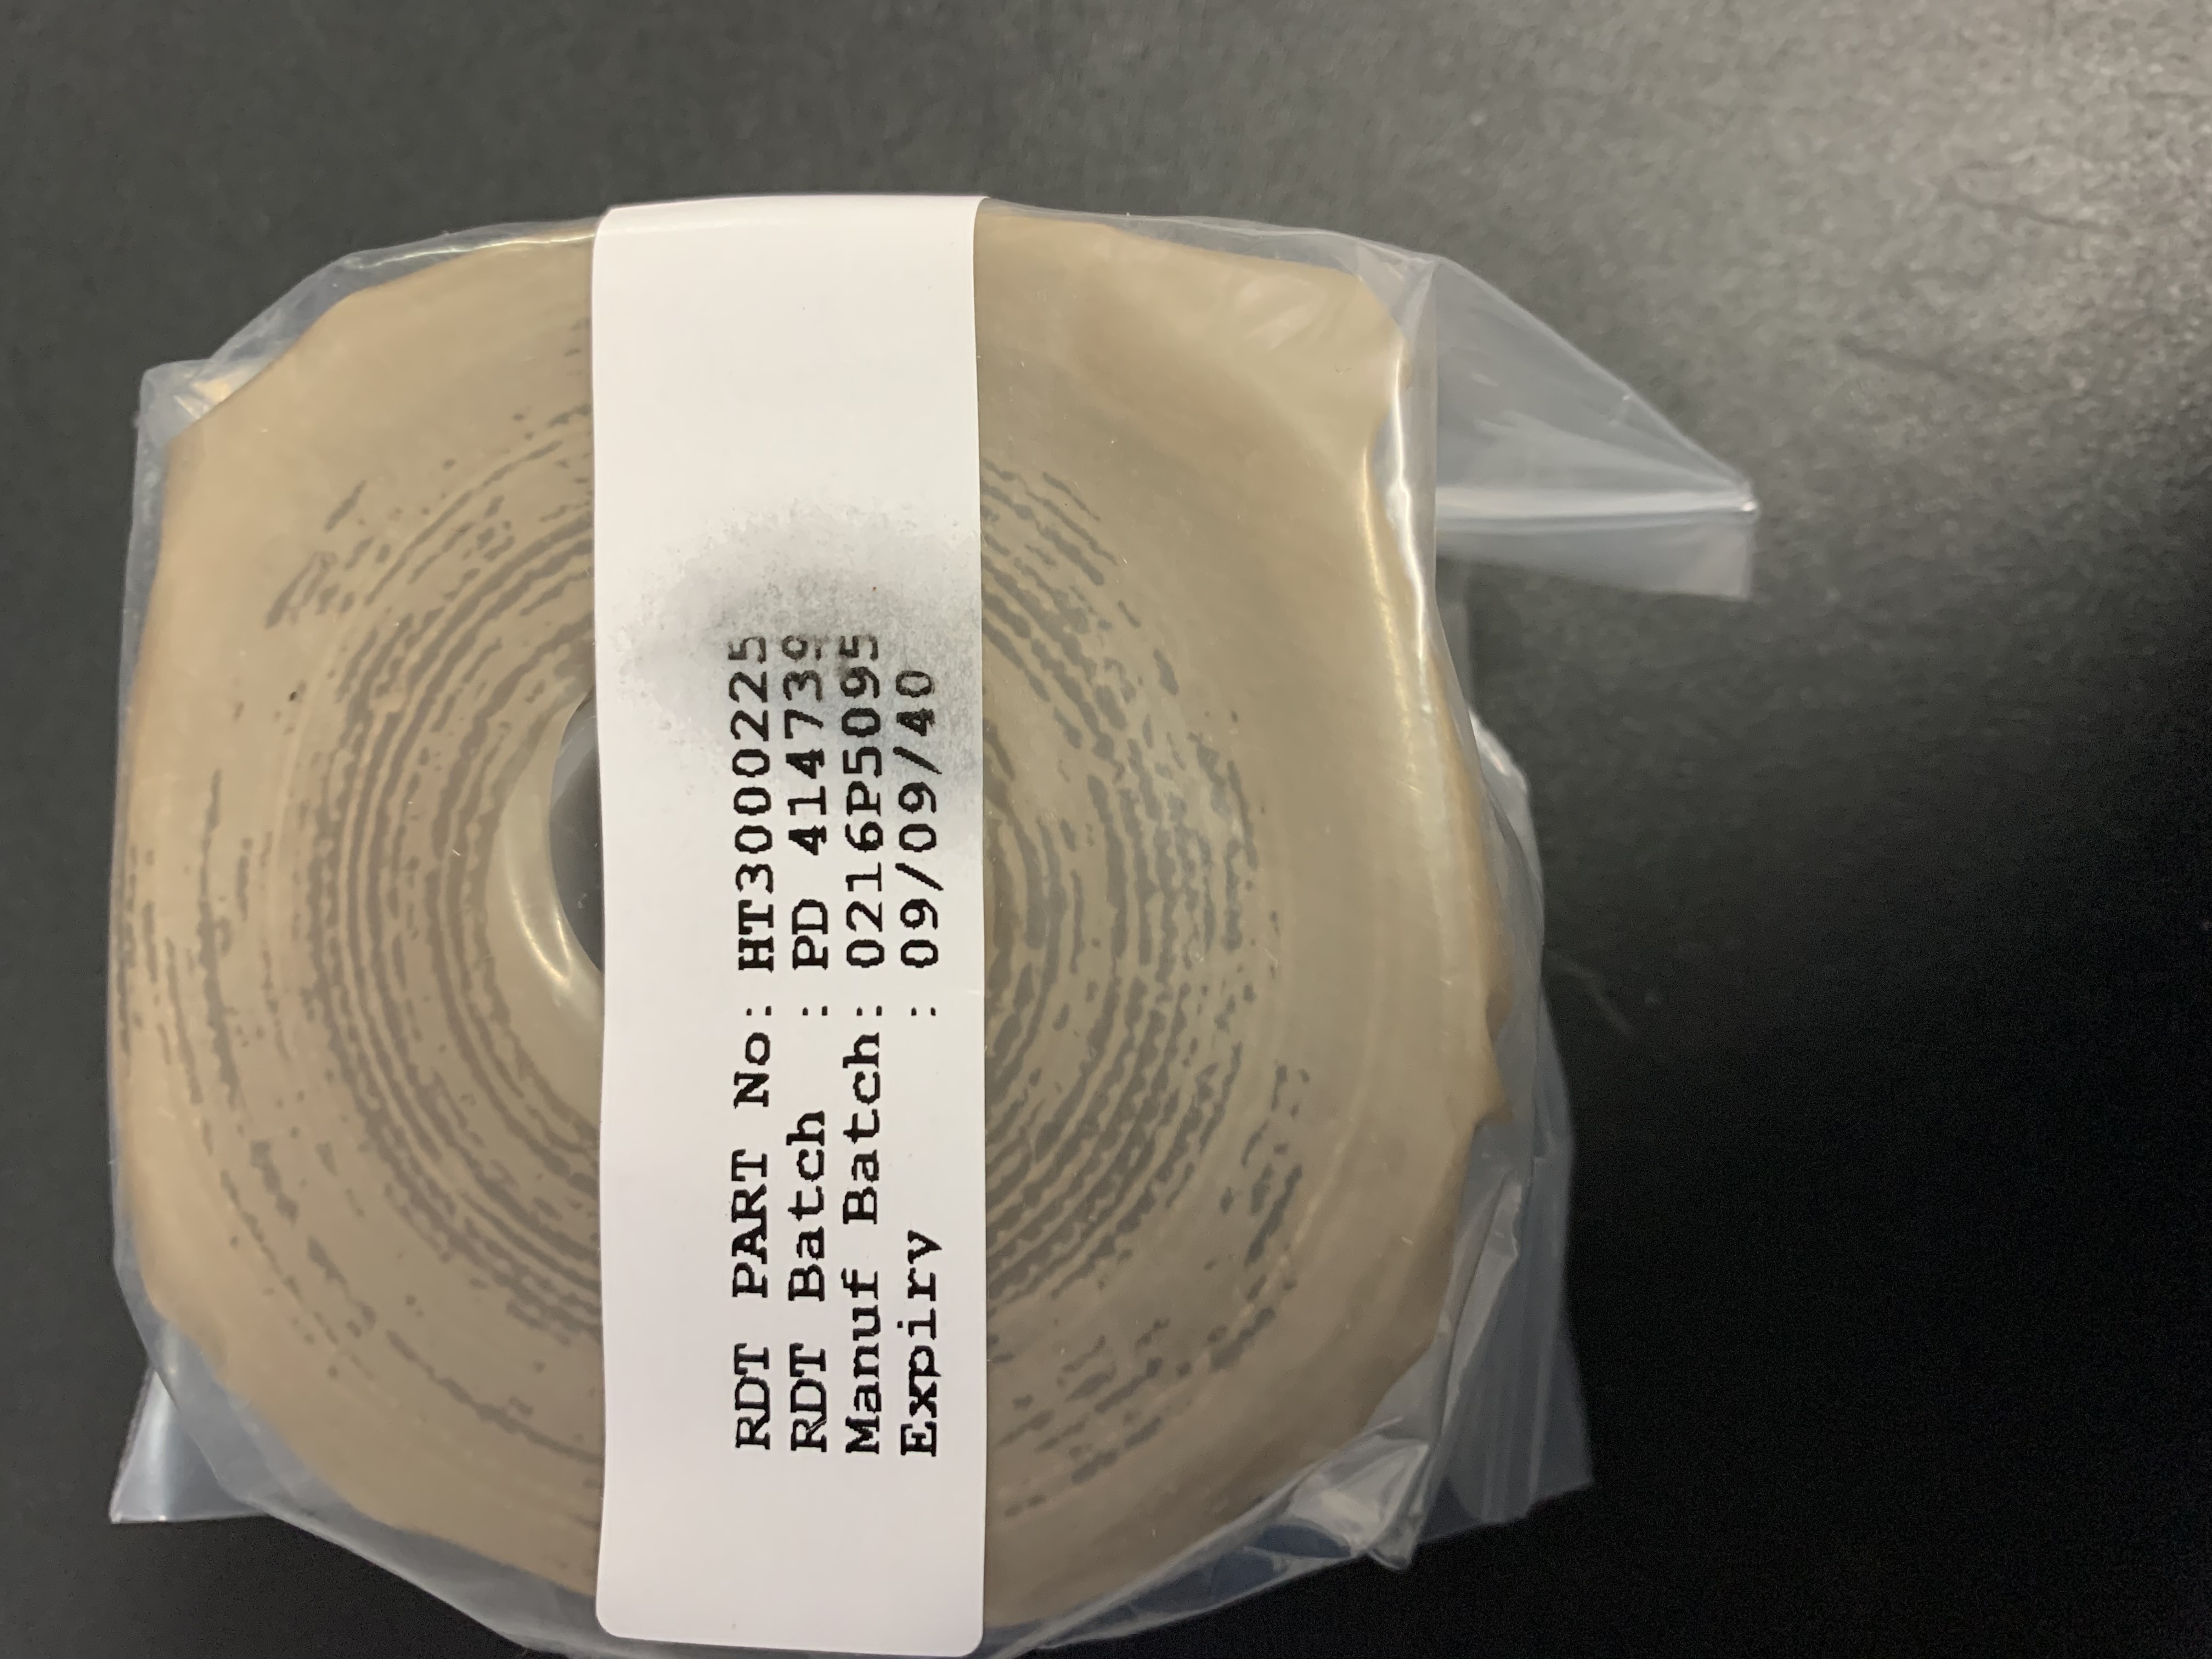 RDT PART No: HT3000225
RDT Batch : PD 414739
Manuf Batch: 0216P5095
Expiry : 09/09/40